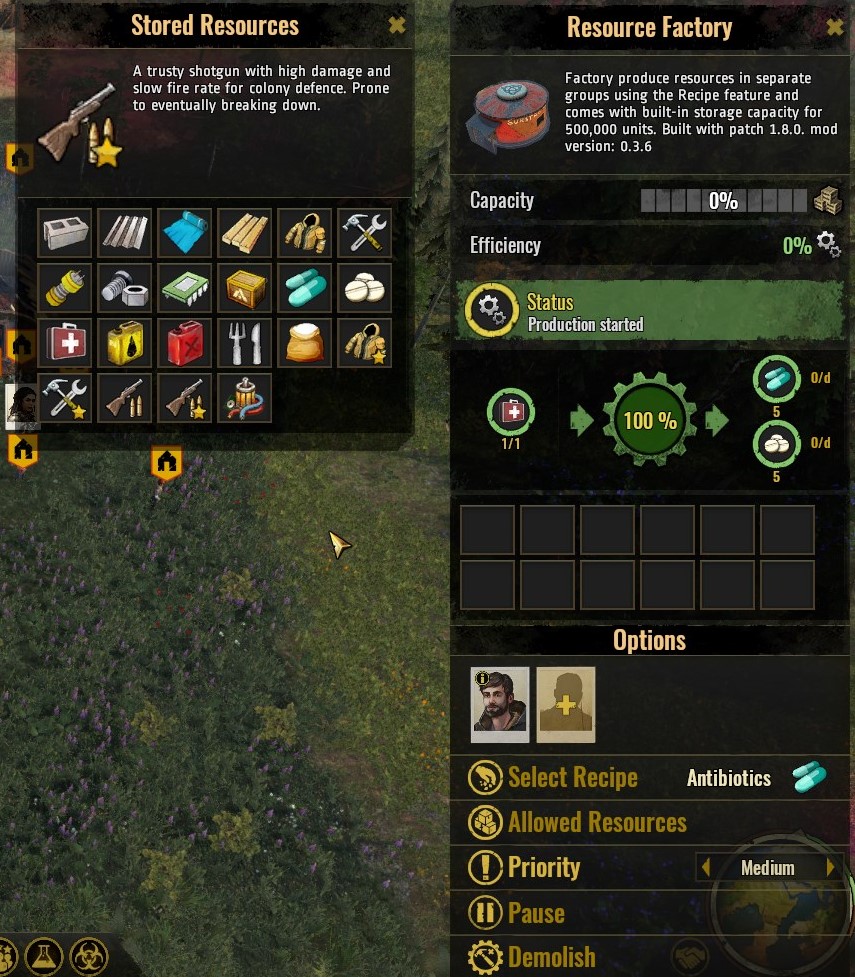 Stored Resources
A trusty shotgun with high damage and
slow fire rate for colony defence. Prone
to eventually breaking down.
Resource Factory
Factory produce resources in separate
groups using the Recipe feature and
comes with built-in storage capacity for
500,000 units. Built with patch 1.8.0. mod
version: 0.3.6
Capacity
0%
Efficiency
0%
Status
Production started
1/1
100 %
0/d
5
0/d
5
Options
Select Recipe
Antibiotics
Allowed Resources
Priority
Medium
Pause
Demolish